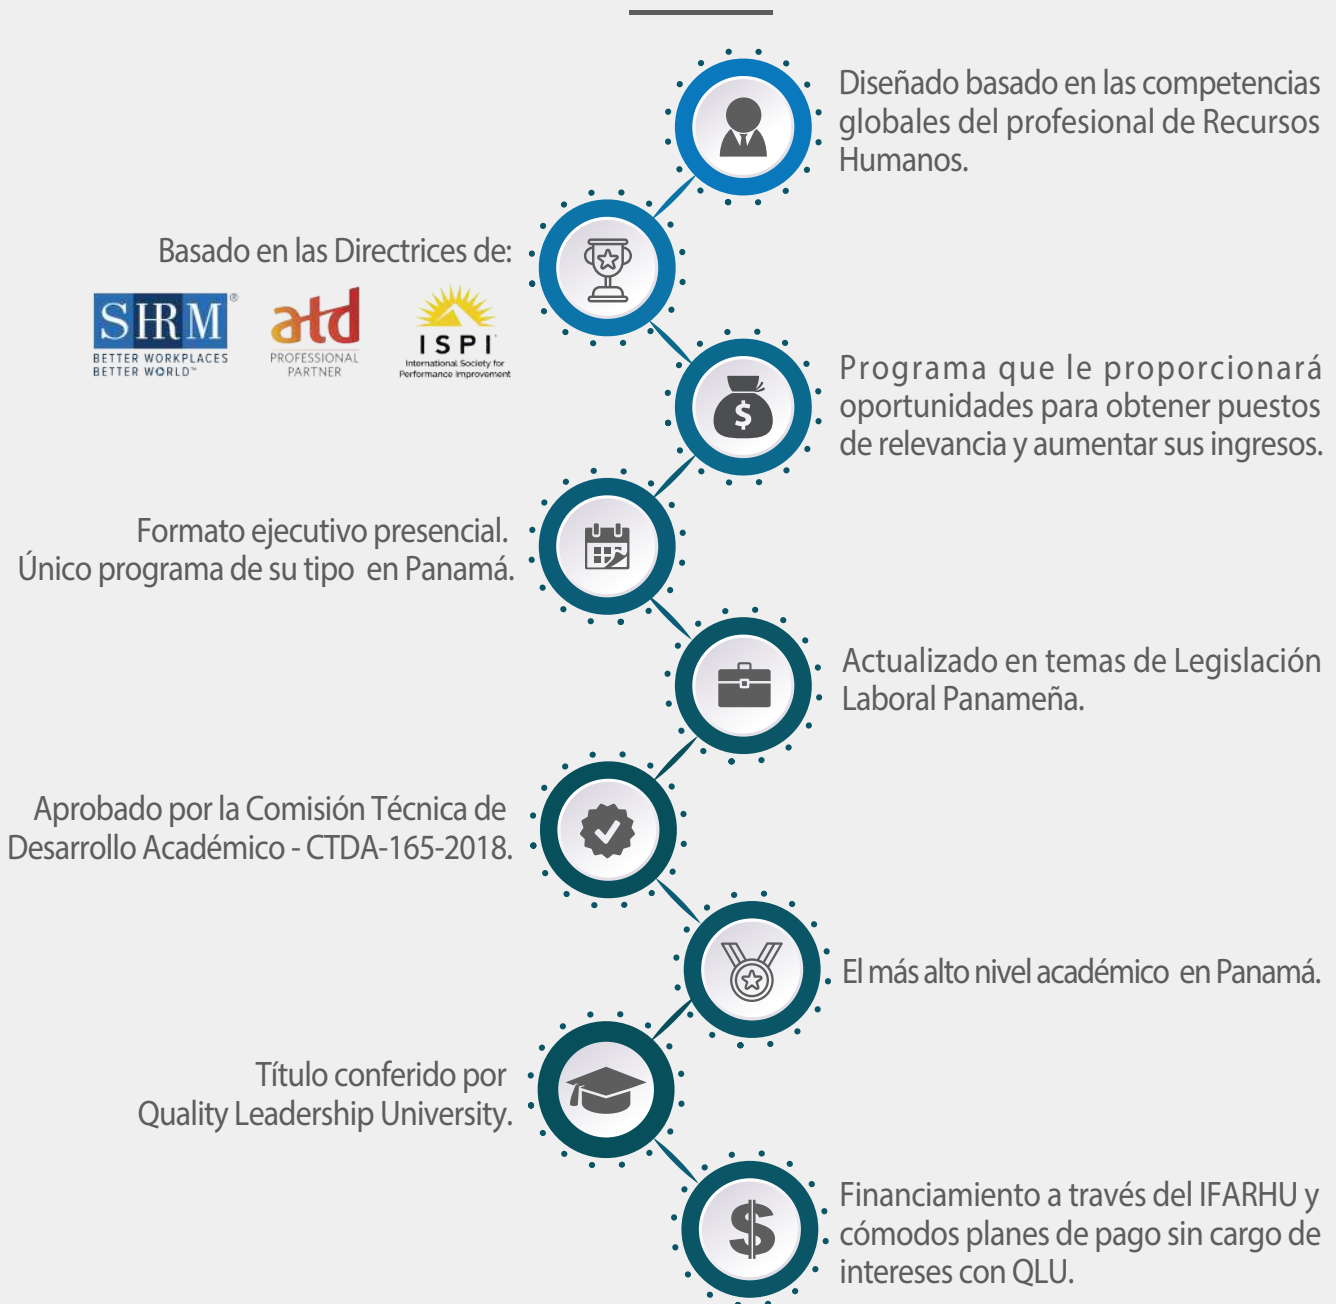 Diseñado basado en las competencias
globales del profesional de Recursos
Humanos.
Basado en las Directrices de:
SHRM®
BETTER WORKPLACES
BETTER WORLD™
atd
PROFESSIONAL
PARTNER
ISPI
International Society for
Performance Improvement
Programa que le proporcionará
oportunidades para obtener puestos
de relevancia y aumentar sus ingresos.
$
Formato ejecutivo presencial.
Único programa de su tipo en Panamá.
Actualizado en temas de Legislación
Laboral Panameña.
Aprobado por la Comisión Técnica de
Desarrollo Académico - CTDA-165-2018.
El más alto nivel académico en Panamá.
Título conferido por
Quality Leadership University.
Financiamiento a través del IFARHU y
cómodos planes de pago sin cargo de
intereses con QLU.
$